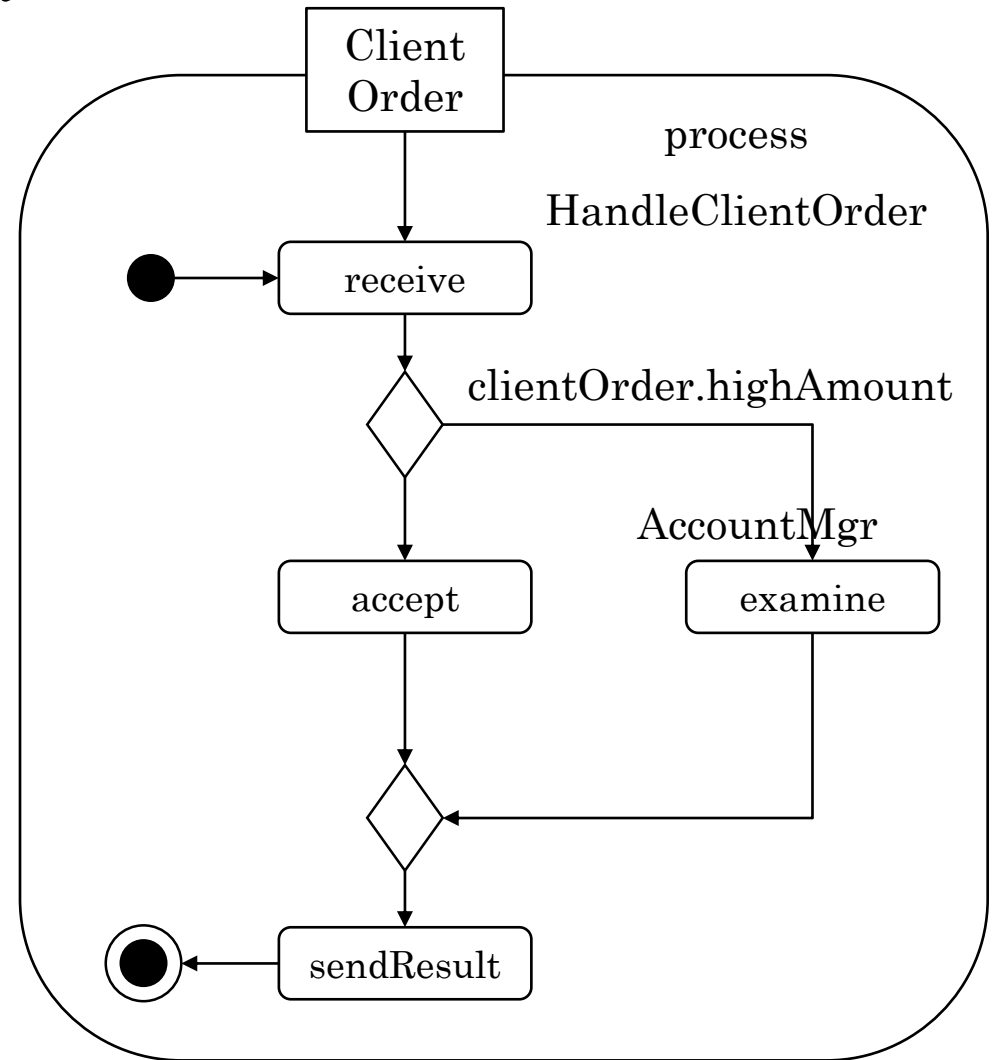 Client
Order
process
HandleClientOrder
receive
clientOrder.highAmount
AccountMgr
accept
examine
sendResult